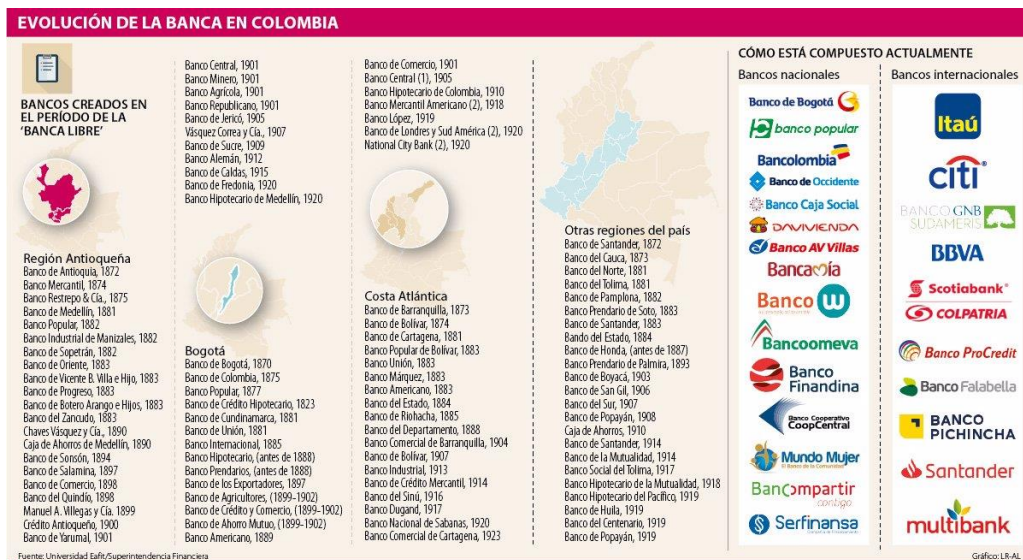 EVOLUCIÓN DE LA BANCA EN COLOMBIA
BANCOS CREADOS EN
EL PERÍODO DE LA
'BANCA LIBRE'
Región Antioqueña
Banco de Antioquia, 1872
Banco Mercantil, 1874
Banco Restrepo & Cía., 1875
Banco de Medellín, 1881
Banco Popular, 1882
Banco Industrial de Manizales, 1882
Banco de Sopetrán, 1882
Banco de Oriente, 1883
Banco de Vicente B. Villa e Hijo, 1883
Banco de Progreso, 1883
Banco de Botero Arango e Hijos, 1883
Banco del Zancudo, 1883
Chaves Vásquez y Cía., 1890
Caja de Ahorros de Medellín, 1890
Banco de Sonsón, 1894
Banco de Salamina, 1897
Banco de Comercio, 1898
Banco del Quindío, 1898
Manuel A. Villegas y Cía. 1899
Crédito Antioqueño, 1900
Banco de Yarumal, 1901
Banco Central, 1901
Banco Minero, 1901
Banco Agrícola, 1901
Banco Republicano, 1901
Banco de Jericó, 1905
Vásquez Correa y Cía., 1907
Banco de Sucre, 1909
Banco Alemán, 1912
Banco de Caldas, 1915
Banco de Fredonia, 1920
Banco Hipotecario de Medellín, 1920
Bogotá
Banco de Bogotá, 1870
Banco de Colombia, 1875
Banco Popular, 1877
Banco de Crédito Hipotecario, 1823
Banco de Cundinamarca, 1881
Banco de Unión, 1881
Banco Internacional, 1885
Banco Hipotecario, (antes de 1888)
Banco Prendarios, (antes de 1888)
Banco de los Exportadores, 1897
Banco de Agricultores, (1899-1902)
Banco de Crédito y Comercio, (1899-1902)
Banco de Ahorro Mutuo, (1899-1902)
Banco Americano, 1889
Banco de Comercio, 1901
Banco Central (1), 1905
Banco Hipotecario de Colombia, 1910
Banco Mercantil Americano (2), 1918
Banco López, 1919
Banco de Londres y Sud América (2), 1920
National City Bank (2), 1920
Costa Atlántica
Banco de Barranquilla, 1873
Banco de Bolívar, 1874
Banco de Cartagena, 1881
Banco Popular de Bolívar, 1883
Banco Unión, 1883
Banco Márquez, 1883
Banco Americano, 1883
Banco del Estado, 1884
Banco de Riohacha, 1885
Banco del Departamento, 1888
Banco Comercial de Barranquilla, 1904
Banco de Bolívar, 1907
Banco Industrial, 1913
Banco de Crédito Mercantil, 1914
Banco del Sinú, 1916
Banco Dugand, 1917
Banco Nacional de Sabanas, 1920
Banco Comercial de Cartagena, 1923
Otras regiones del país
Banco de Santander, 1872
Banco del Cauca, 1873
Banco del Norte, 1881
Banco del Tolima, 1881
Banco de Pamplona, 1882
Banco Prendario de Soto, 1883
Banco de Santander, 1883
Bando del Estado, 1884
Banco de Honda, (antes de 1887)
Banco Prendario de Palmira, 1893
Banco de Boyacá, 1903
Banco de San Gil, 1906
Banco del Sur, 1907
Banco de Popayán, 1908
Caja de Ahorros, 1910
Banco de Santander, 1914
Banco de la Mutualidad, 1914
Banco Social del Tolima, 1917
Banco Hipotecario de la Mutualidad, 1918
Banco Hipotecario del Pacífico, 1919
Banco de Huila, 1919
Banco del Centenario, 1919
Banco de Popayán, 1919
CÓMO ESTÁ COMPUESTO ACTUALMENTE
Bancos nacionales
Banco de Bogotá
banco popular
Bancolombia
Banco de Occidente
Banco Caja Social
DAVIVIENDA
Banco AV Villas
Bancamía
Banco W
Bancoomeva
Banco
Finandina
Banco Cooperativo
CoopCentral
Mundo Mujer
El Banco de la Comunidad
Bancompartir
contigo
Serfinansa
Bancos internacionales
Itaú
citi
BANCO GNB
SUDAMERIS
BBVA
Scotiabank
COLPATRIA
Banco ProCredit
Banco Falabella
BANCO
PICHINCHA
Santander
multibank
Fuente: Universidad Eafit/Superintendencia Financiera
Gráfico: LR-AL